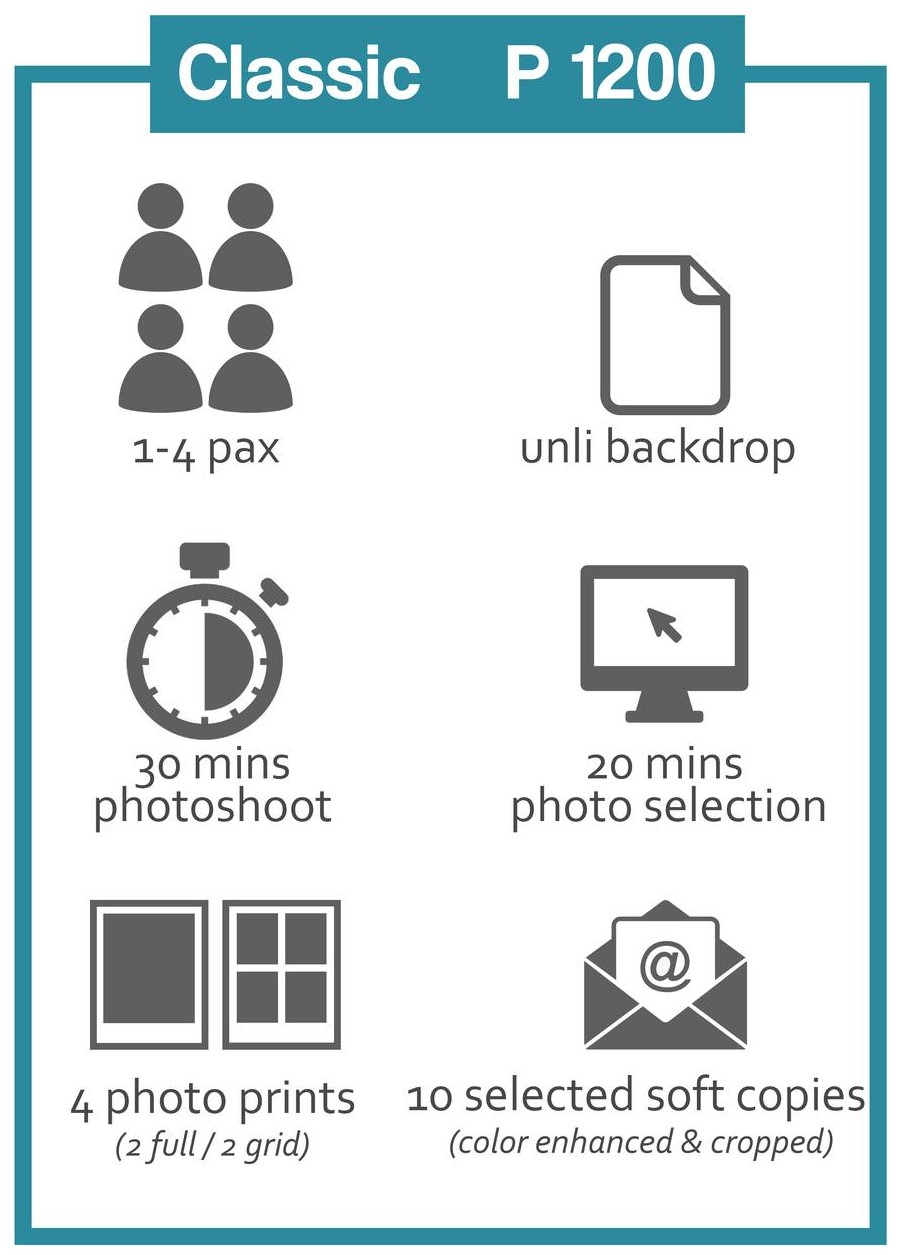 Classic P 1200
1-4 pax
unli backdrop
30 mins
photoshoot
20 mins
photo selection
4 photo prints
(2 full / 2 grid)
@
10 selected soft copies
(color enhanced & cropped)